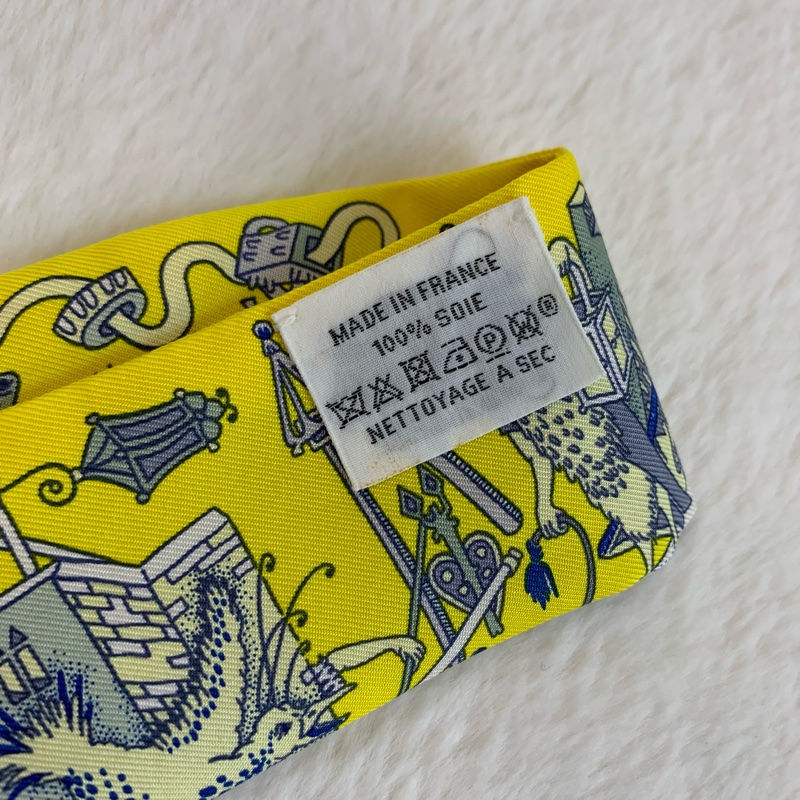 MADE IN FRANCE
100% SOIE
P ®
NETTOYAGE A SEC